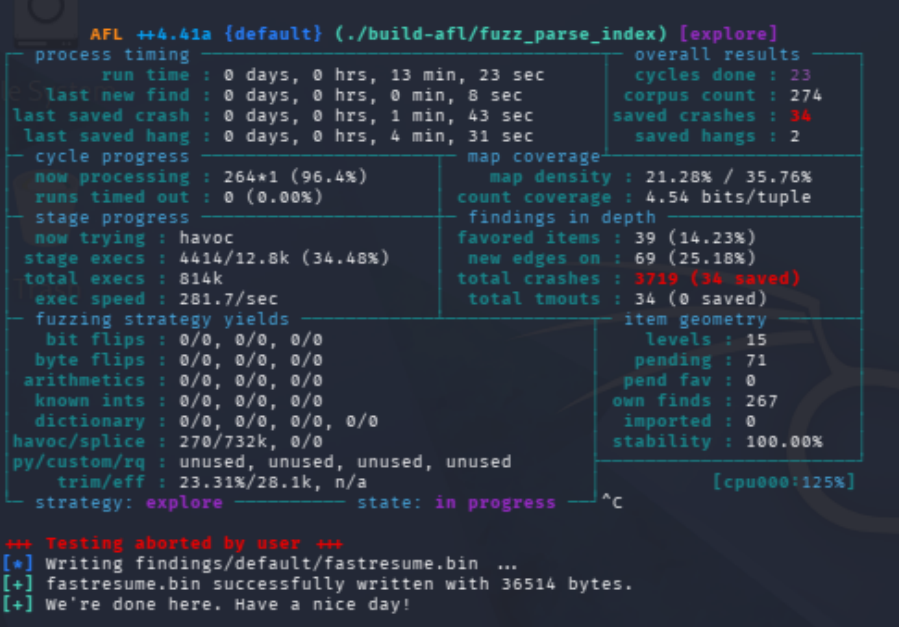 AFL ++4.41a {default} (./build-afl/fuzz_parse_index) [explore]
process timing overall results
run time : 0 days, 0 hrs, 13 min, 23 sec cycles done : 23
last new find : 0 days, 0 hrs, 0 min, 8 sec corpus count : 274
last saved crash : 0 days, 0 hrs, 1 min, 43 sec saved crashes : 34
last saved hang : 0 days, 0 hrs, 4 min, 31 sec saved hangs : 2
cycle progress map coverage
now processing : 264*1 (96.4%) map density : 21.28% / 35.76%
runs timed out : 0 (0.00%) count coverage : 4.54 bits/tuple
stage progress findings in depth
now trying : havoc favored items : 39 (14.23%)
stage execs : 4414/12.8k (34.48%) new edges on : 69 (25.18%)
total execs : 814k total crashes : 3719 (34 saved)
exec speed : 281.7/sec total tmouts : 34 (0 saved)
fuzzing strategy yields item geometry
bit flips : 0/0, 0/0, 0/0 levels : 15
byte flips : 0/0, 0/0, 0/0 pending : 71
arithmetics : 0/0, 0/0, 0/0 pend fav : 0
known ints : 0/0, 0/0, 0/0 own finds : 267
dictionary : 0/0, 0/0, 0/0, 0/0 imported : 0
havoc/splice : 270/732k, 0/0 stability : 100.00%
py/custom/rq : unused, unused, unused, unused
trim/eff : 23.31%/28.1k, n/a [cpu000:125%]
strategy: explore state: in progress ^C
+++ Testing aborted by user +++
[*] Writing findings/default/fastresume.bin ...
[+] fastresume.bin successfully written with 36514 bytes.
[+] We're done here. Have a nice day!